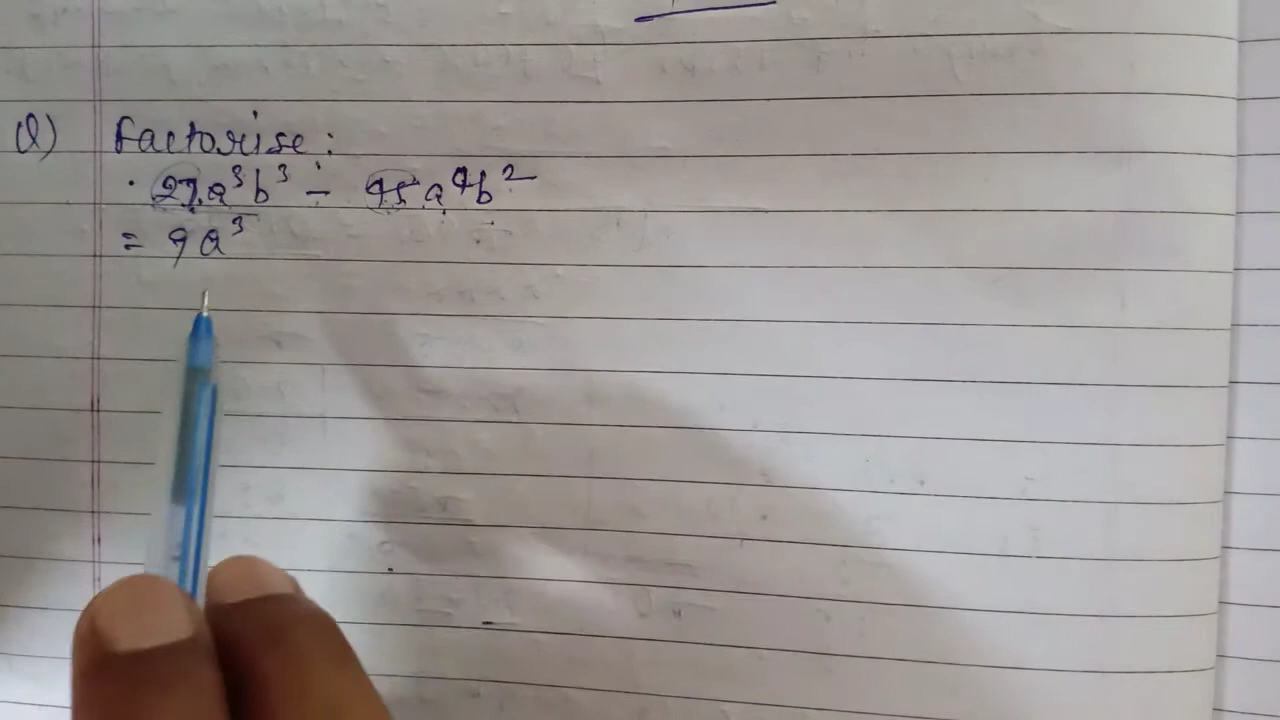 Q) Factorise:
27a³b³ - 45a⁴b²
= 9a³